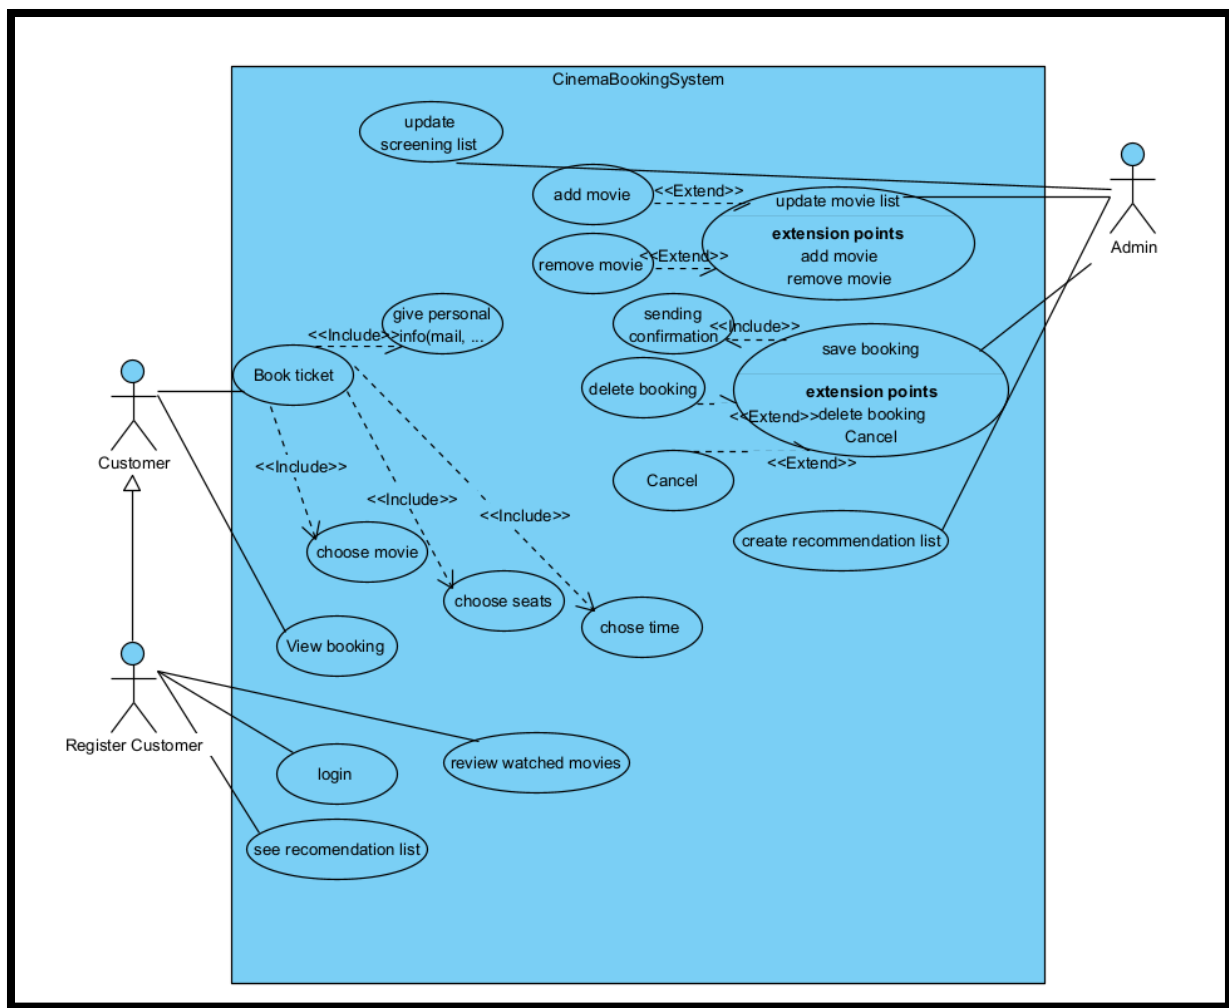 CinemaBookingSystem
update
screening list
add movie
<<Extend>>
update movie list
extension points
add movie
remove movie
remove movie
<<Extend>>
Admin
give personal
info(mail, ...
<<Include>>
sending
confirmation
<<Include>>
save booking
extension points
delete booking
Cancel
Book ticket
delete booking
<<Extend>>
Customer
<<Include>>
<<Extend>>
Cancel
<<Include>>
<<Include>>
create recommendation list
choose movie
choose seats
chose time
View booking
Register Customer
review watched movies
login
see recomendation list